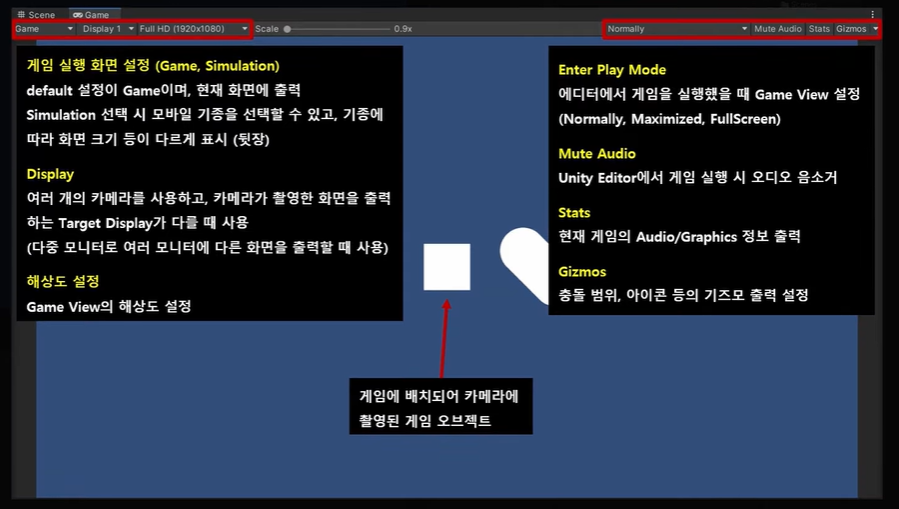 Scene
Game
Game
Display 1
Full HD (1920x1080)
Scale
0.9x
Normally
Mute Audio
Stats
Gizmos
게임 실행 화면 설정 (Game, Simulation)
default 설정이 Game이며, 현재 화면에 출력
Simulation 선택 시 모바일 기종을 선택할 수 있고, 기종에
따라 화면 크기 등이 다르게 표시 (뒷장)
Display
여러 개의 카메라를 사용하고, 카메라가 촬영한 화면을 출력
하는 Target Display가 다를 때 사용
(다중 모니터로 여러 모니터에 다른 화면을 출력할 때 사용)
해상도 설정
Game View의 해상도 설정
Enter Play Mode
에디터에서 게임을 실행했을 때 Game View 설정
(Normally, Maximized, FullScreen)
Mute Audio
Unity Editor에서 게임 실행 시 오디오 음소거
Stats
현재 게임의 Audio/Graphics 정보 출력
Gizmos
충돌 범위, 아이콘 등의 기즈모 출력 설정
게임에 배치되어 카메라에
촬영된 게임 오브젝트